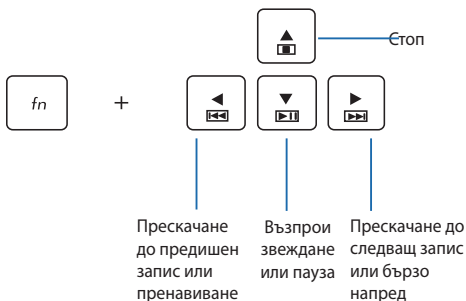 Стоп
fn
+
Прескачане
до предишен
запис или
пренавиване
Възпрои
звеждане
или пауза
Прескачане до
следващ запис
или бързо
напред